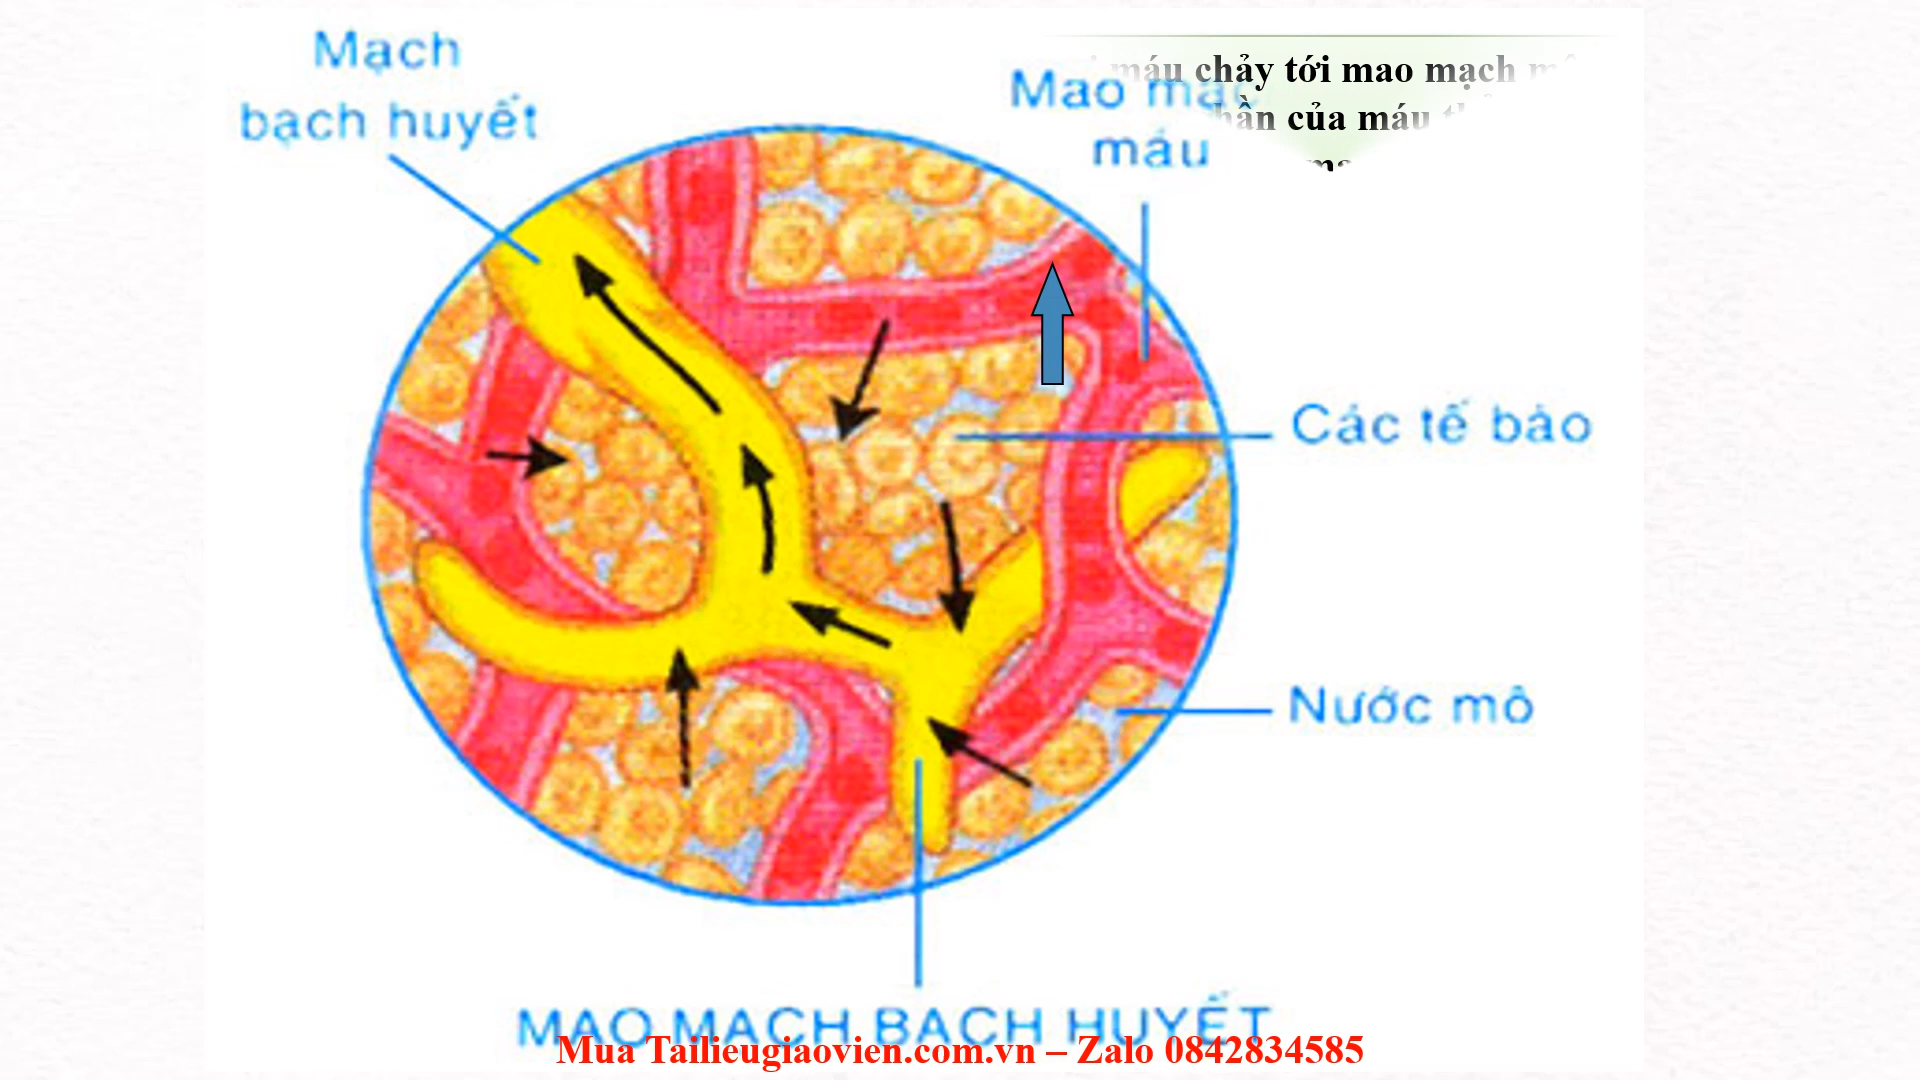 Mạch
bạch huyết
máu chảy tới mao mạch
Mao mạc
của máu
máu
Các tế bào
Nước mô
MAO MẠCH BẠCH HUYẾT
Mua Tailieugiaovien.com.vn – Zalo 0842834585